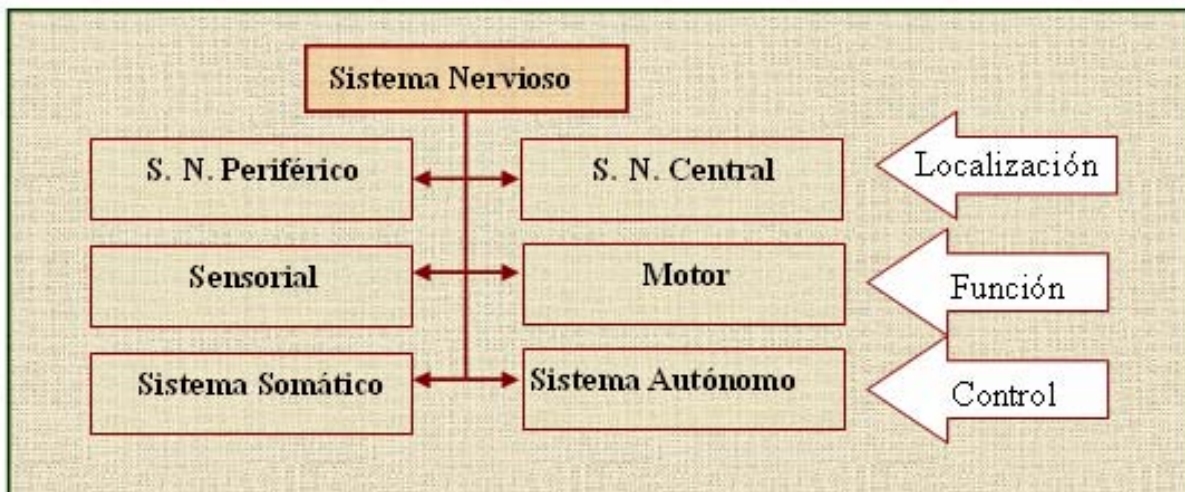 Sistema Nervioso
S. N. Periférico
S. N. Central
Localización
Sensorial
Motor
Función
Sistema Somático
Sistema Autónomo
Control